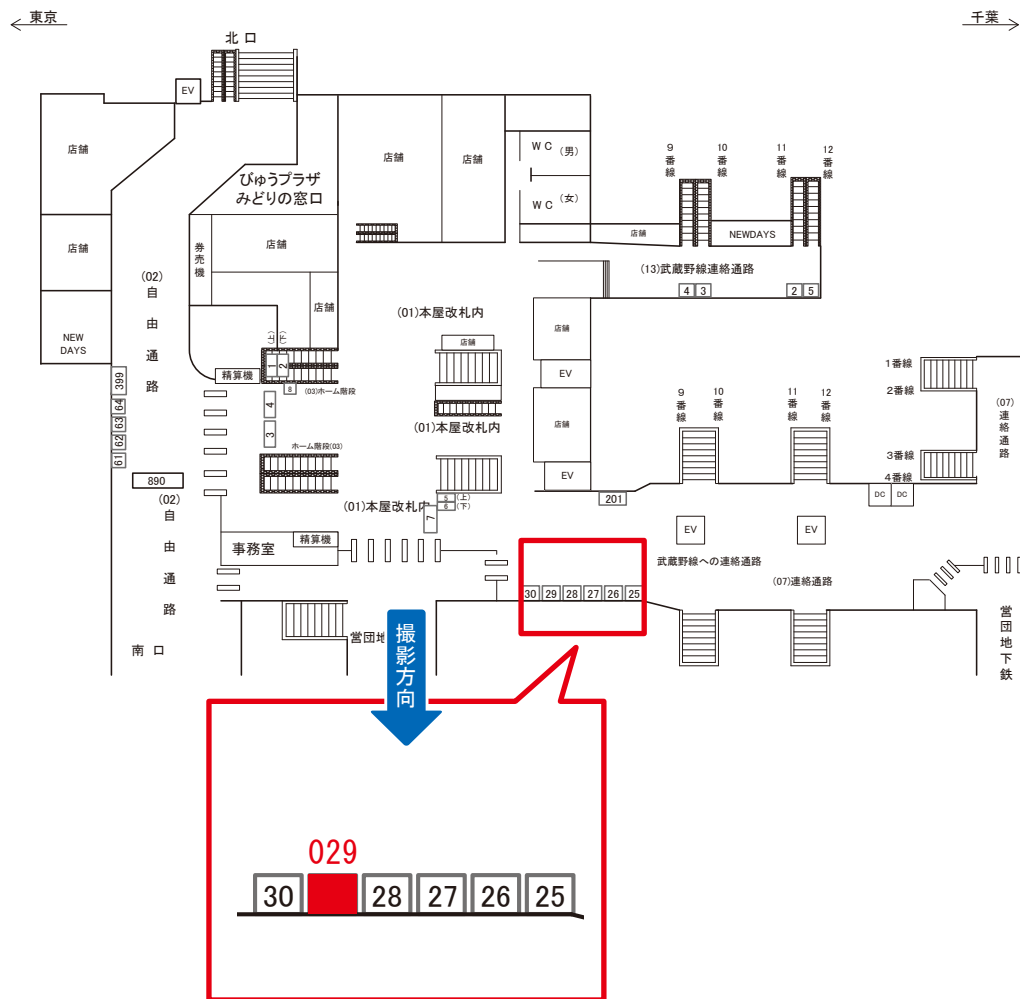 東京
千葉
北口
EV
店舗
店舗
店舗
WC (男)
WC (女)
9番線
10番線
11番線
12番線
びゅうプラザ
みどりの窓口
店舗
NEWDAYS
店舗
券売機
店舗
(13)武蔵野線連絡通路
4
3
2
5
(02)自由通路
店舗
(01)本屋改札内
NEW
DAYS
(上)
(下)
店舗
店舗
1番線
精算機
1
2
8
(03)ホーム階段
EV
2番線
399
64
63
62
61
4
3
9番線
10番線
11番線
12番線
(07)連絡通路
(01)本屋改札内
店舗
ホーム階段(03)
3番線
4番線
890
EV
(02)自由通路
201
DC
DC
(01)本屋改札内
5
(上)
6
(下)
7
EV
EV
事務室
精算機
武蔵野線への連絡通路
(07)連絡通路
30
29
28
27
26
25
南口
営団地
営団地下鉄
撮影方向
029
30
28
27
26
25